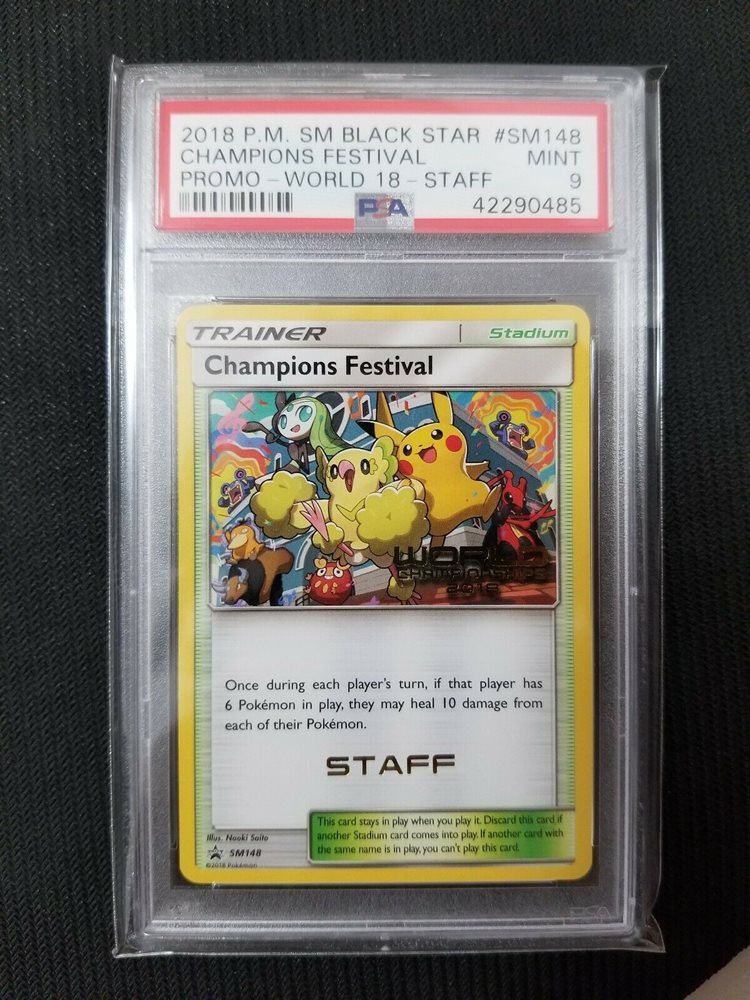 2018 P.M. SM BLACK STAR #SM148
CHAMPIONS FESTIVAL MINT
PROMO - WORLD 18 - STAFF 9
PSA 42290485
TRAINER Stadium
Champions Festival
WORLD
CHAMPIONSHIPS
2018
Once during each player's turn, if that player has
6 Pokémon in play, they may heal 10 damage from
each of their Pokémon.
STAFF
This card stays in play when you play it. Discard this card if
another Stadium card comes into play. If another card with
the same name is in play, you can't play this card.
Illus. Naoki Saito
SM148
©2018 Pokémon
PSA